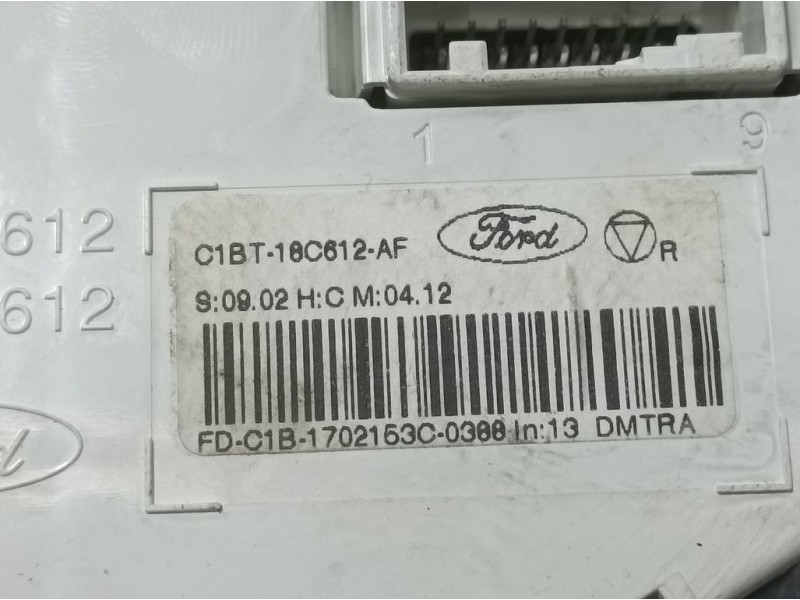 1 9
612
612
C1BT-18C612-AF Ford R
S:09.02 H:C M:04.12
FD-C1B-1702153C-0388 In:13 DMTRA